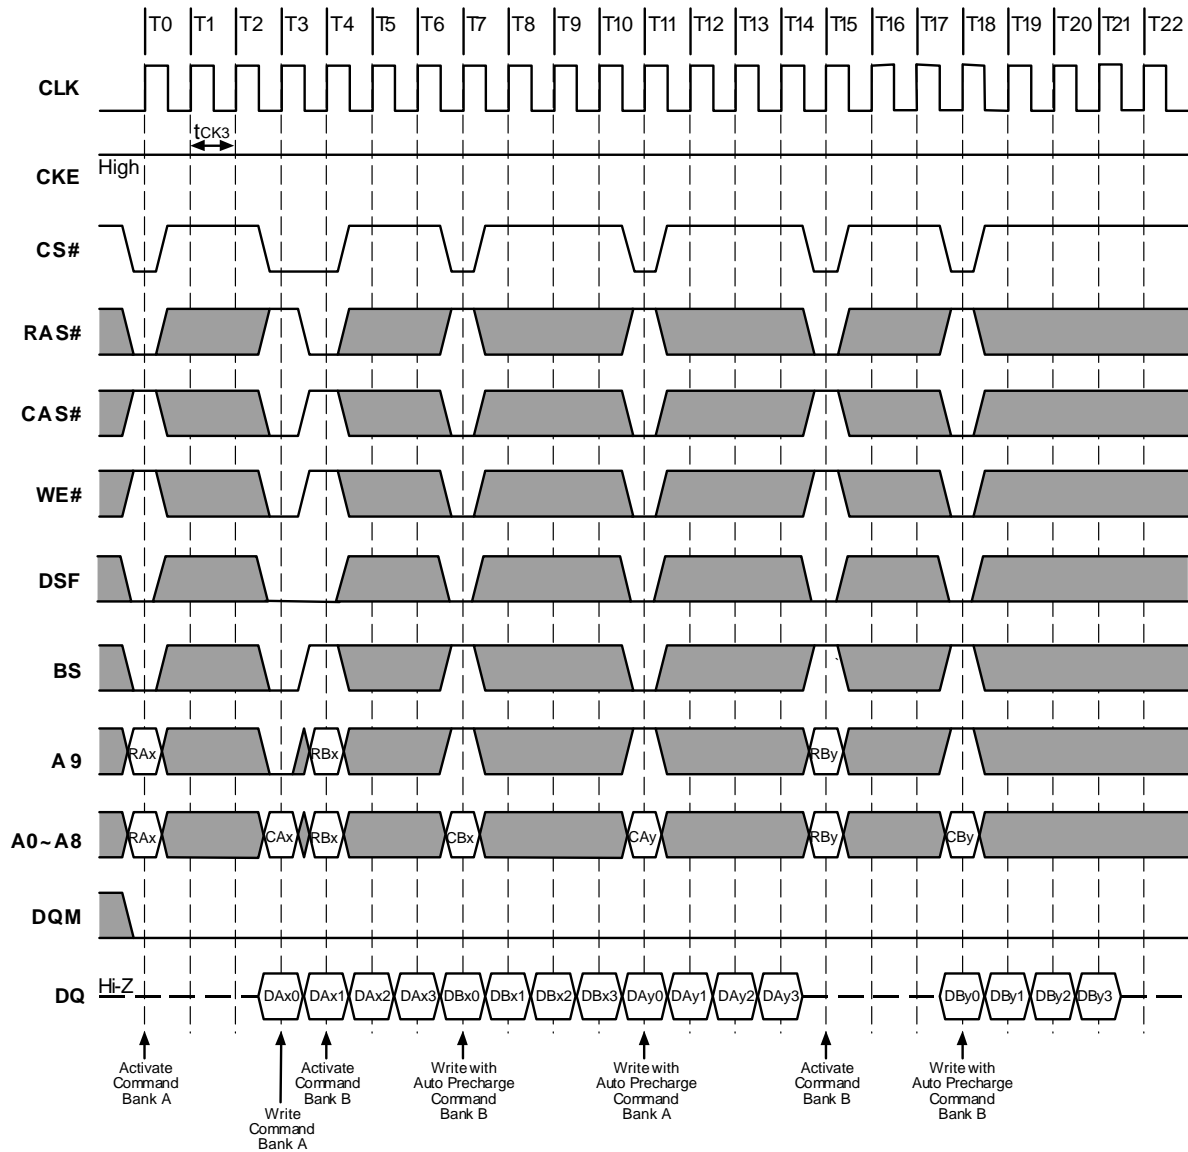 T0 T1 T2 T3 T4 T5 T6 T7 T8 T9 T10 T11 T12 T13 T14 T15 T16 T17 T18 T19 T20 T21 T22
CLK
tCK3
High
CKE
CS#
RAS#
CAS#
WE#
DSF
BS
A9
RAx RBx RBy
A0~A8
RAx CAx RBx CBx CAy RBy CBy
DQM
DQ
Hi-Z
DAx0 DAx1 DAx2 DAx3 DBx0 DBx1 DBx2 DBx3 DAy0 DAy1 DAy2 DAy3 DBy0 DBy1 DBy2 DBy3
Activate
Command
Bank A
Write
Command
Bank A
Activate
Command
Bank B
Write with
Auto Precharge
Command
Bank B
Write with
Auto Precharge
Command
Bank A
Activate
Command
Bank B
Write with
Auto Precharge
Command
Bank B